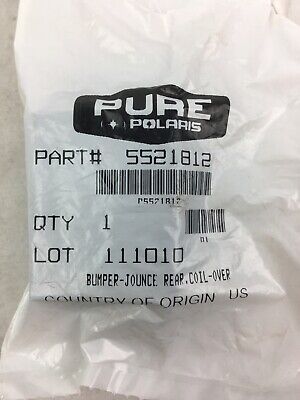 PURE
POLARIS
PART# 5521812
P5521812
QTY 1
01
LOT 111010
BUMPER-JOUNCE REAR,COIL-OVER
COUNTRY OF ORIGIN US